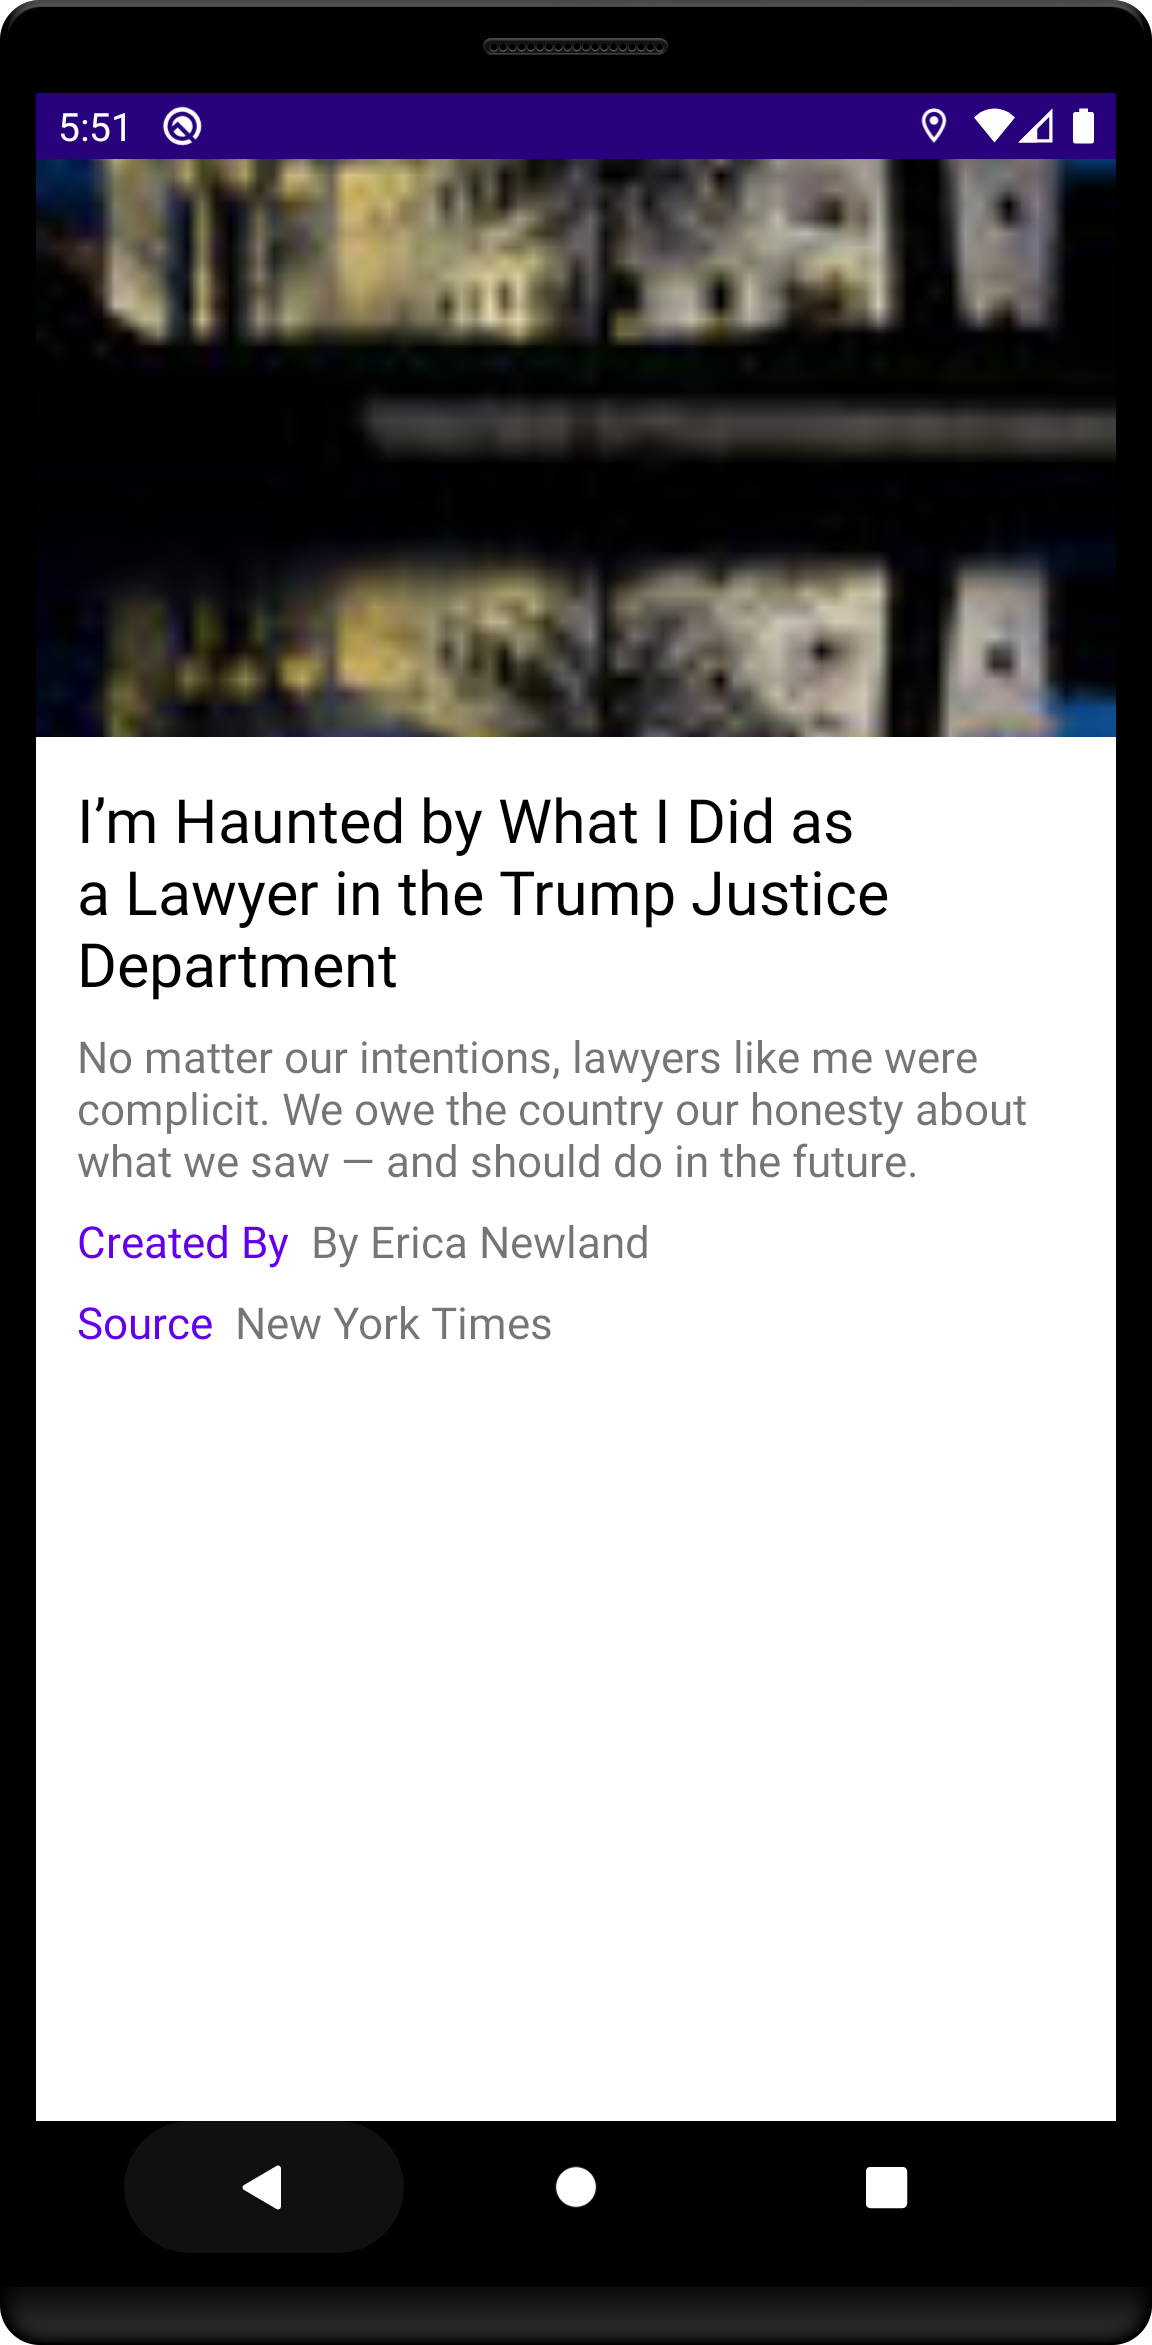 5:51
I’m Haunted by What I Did as
a Lawyer in the Trump Justice
Department
No matter our intentions, lawyers like me were
complicit. We owe the country our honesty about
what we saw — and should do in the future.
Created By By Erica Newland
Source New York Times